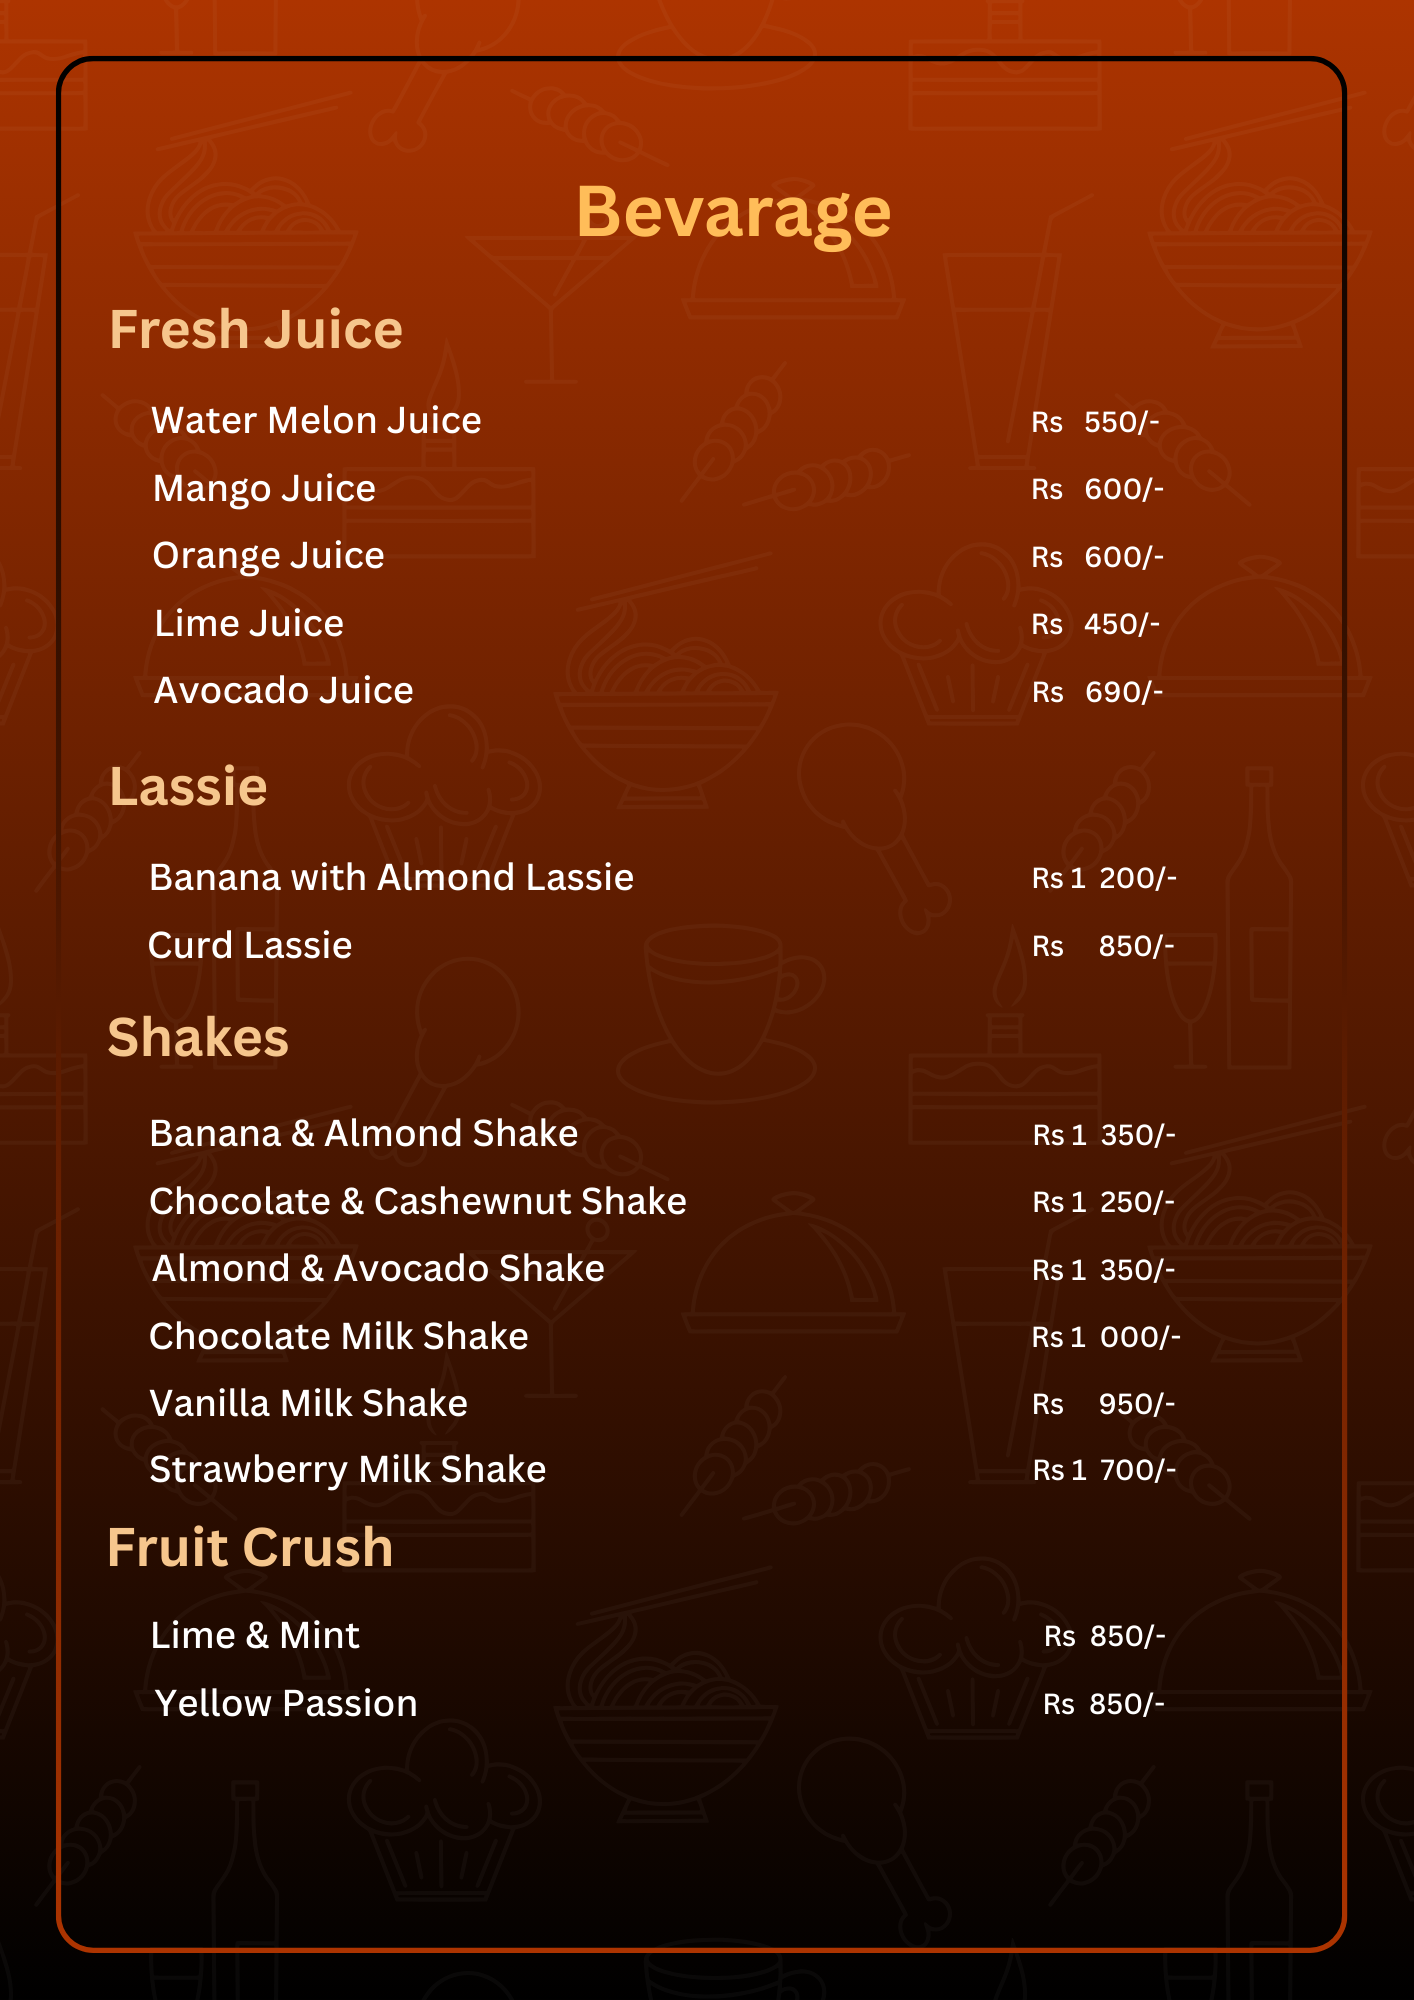 Bevarage
Fresh Juice
Water Melon Juice Rs 550/-
Mango Juice Rs 600/-
Orange Juice Rs 600/-
Lime Juice Rs 450/-
Avocado Juice Rs 690/-
Lassie
Banana with Almond Lassie Rs 1 200/-
Curd Lassie Rs 850/-
Shakes
Banana & Almond Shake Rs 1 350/-
Chocolate & Cashewnut Shake Rs 1 250/-
Almond & Avocado Shake Rs 1 350/-
Chocolate Milk Shake Rs 1 000/-
Vanilla Milk Shake Rs 950/-
Strawberry Milk Shake Rs 1 700/-
Fruit Crush
Lime & Mint Rs 850/-
Yellow Passion Rs 850/-